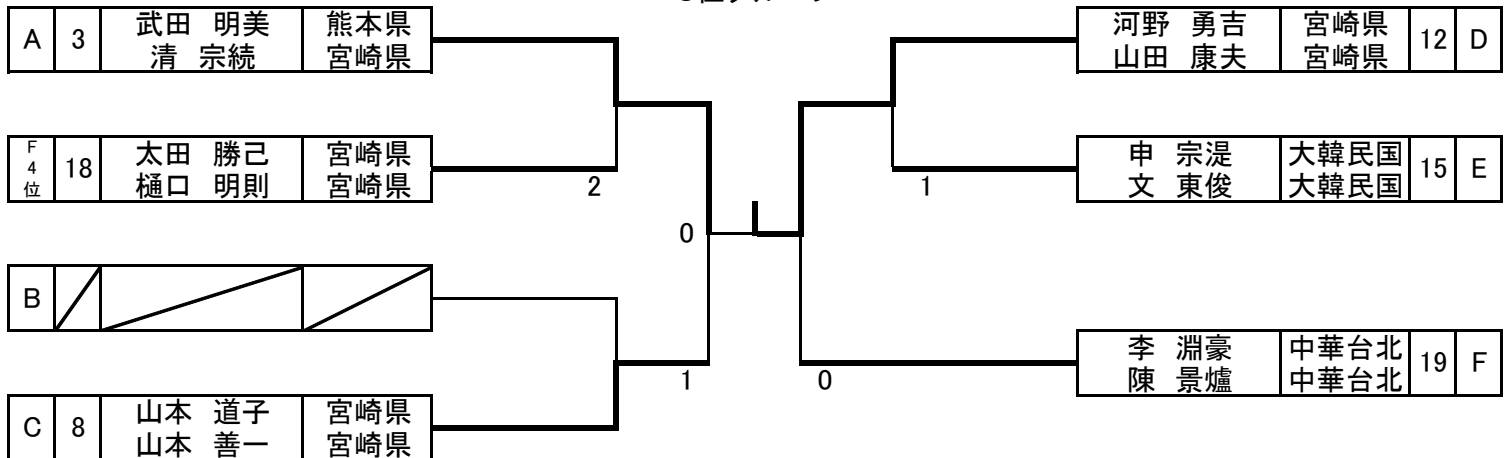 A 3 武田 明美 熊本県
清 宗続 宮崎県
F4位 18 太田 勝己 宮崎県
樋口 明則 宮崎県
2
0
B
1
C 8 山本 道子 宮崎県
山本 善一 宮崎県
河野 勇吉 宮崎県 12 D
山田 康夫 宮崎県
申 宗湜 大韓民国 15 E
文 東俊 大韓民国
1
李 淵豪 中華台北 19 F
陳 景爐 中華台北
0